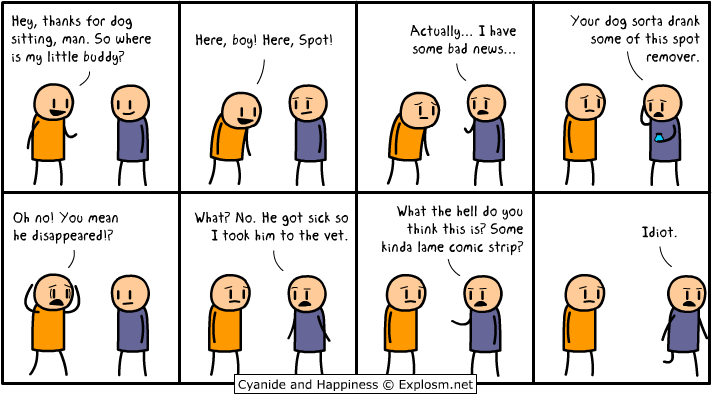 Hey, thanks for dog
sitting, man. So where
is my little buddy?
Here, boy! Here, Spot!
Actually... I have
some bad news...
Your dog sorta drank
some of this spot
remover.
Oh no! You mean
he disappeared!?
What? No. He got sick so
I took him to the vet.
What the hell do you
think this is? Some
kinda lame comic strip?
Idiot.
Cyanide and Happiness © Explosm.net